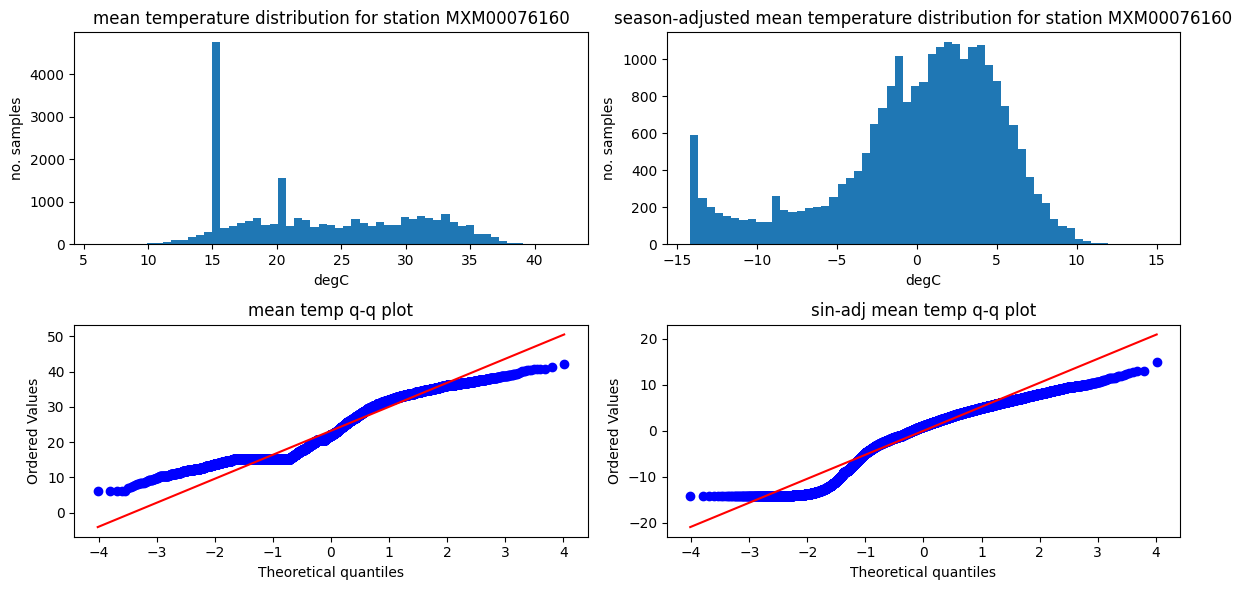 mean temperature distribution for station MXM00076160
no. samples
4000
3000
2000
1000
0
5 10 15 20 25 30 35 40
degC
season-adjusted mean temperature distribution for station MXM00076160
no. samples
1000
800
600
400
200
0
−15 −10 −5 0 5 10 15
degC
mean temp q-q plot
Ordered Values
50
40
30
20
10
0
−4 −3 −2 −1 0 1 2 3 4
Theoretical quantiles
sin-adj mean temp q-q plot
Ordered Values
20
10
0
−10
−20
−4 −3 −2 −1 0 1 2 3 4
Theoretical quantiles